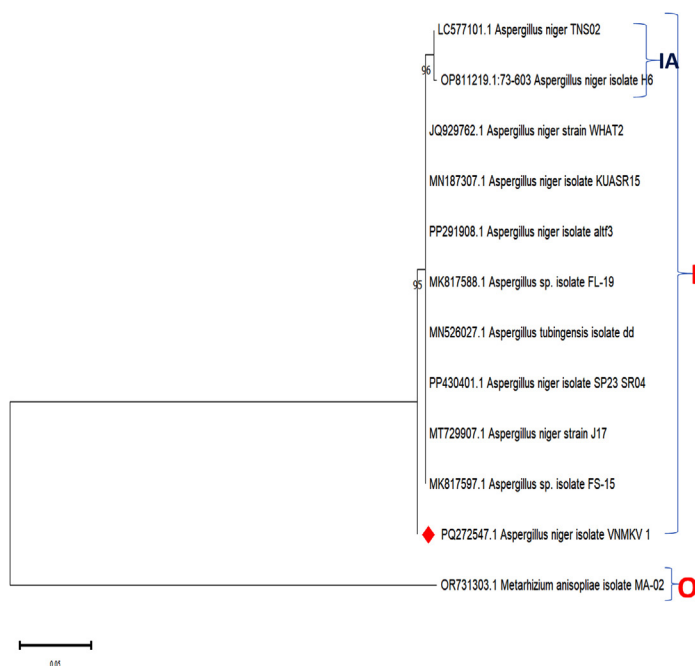 LC577101.1 Aspergillus niger TNS02
IA
96
OP811219.1:73-603 Aspergillus niger isolate H6
JQ929762.1 Aspergillus niger strain WHAT2
MN187307.1 Aspergillus niger isolate KUASR15
PP291908.1 Aspergillus niger isolate altf3
I
95
MK817588.1 Aspergillus sp. isolate FL-19
MN526027.1 Aspergillus tubingensis isolate dd
PP430401.1 Aspergillus niger isolate SP23 SR04
MT729907.1 Aspergillus niger strain J17
MK817597.1 Aspergillus sp. isolate FS-15
PQ272547.1 Aspergillus niger isolate VNMKV 1
OR731303.1 Metarhizium anisopliae isolate MA-02
O
0.05